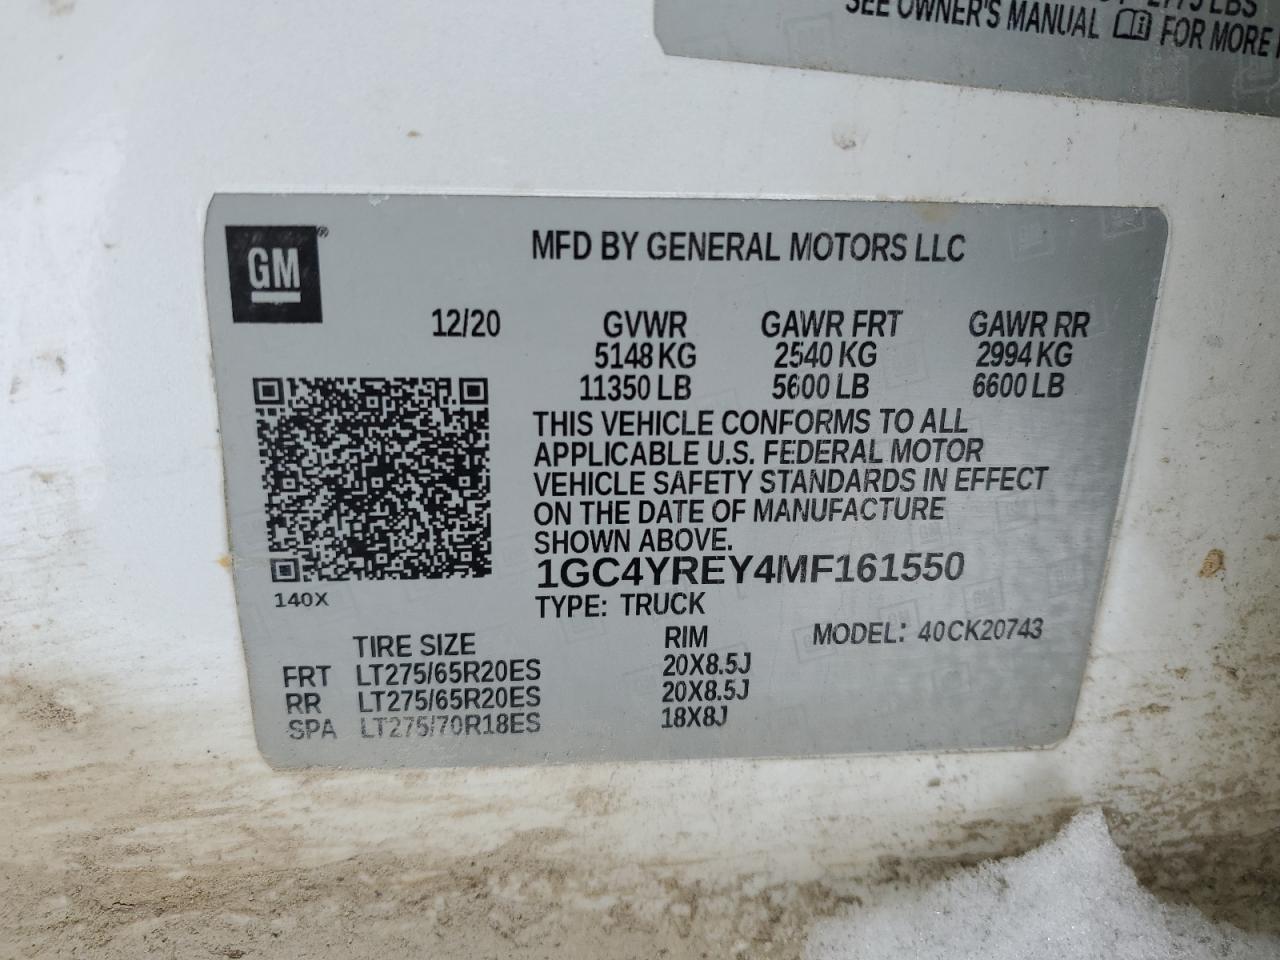 SEE OWNER'S MANUAL FOR MORE
GM®
MFD BY GENERAL MOTORS LLC
12/20 GVWR GAWR FRT GAWR RR
5148 KG 2540 KG 2994 KG
11350 LB 5600 LB 6600 LB
THIS VEHICLE CONFORMS TO ALL
APPLICABLE U.S. FEDERAL MOTOR
VEHICLE SAFETY STANDARDS IN EFFECT
ON THE DATE OF MANUFACTURE
SHOWN ABOVE.
1GC4YREY4MF161550
140X
TYPE: TRUCK
TIRE SIZE RIM MODEL: 40CK20743
FRT LT275/65R20ES 20X8.5J
RR LT275/65R20ES 20X8.5J
SPA LT275/70R18ES 18X8J